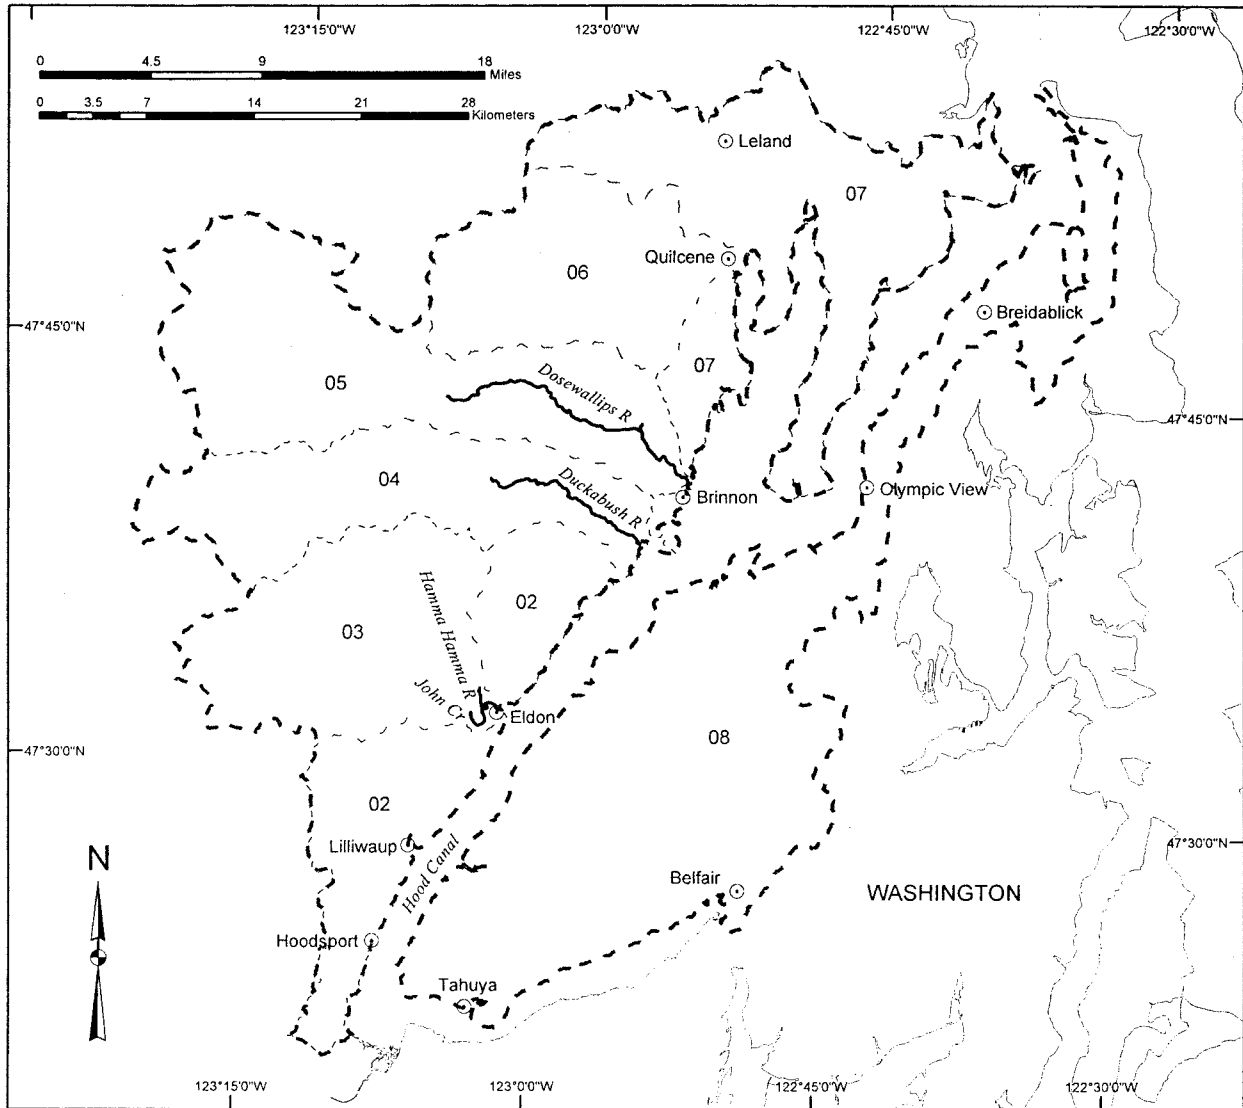 123°15'0"W 123°0'0"W 122°45'0"W 122°30'0"W
0 4.5 9 18
Miles
0 3.5 7 14 21 28
Kilometers
Leland
07
Quilcene
06
Breidablick
47°45'0"N
07
05
Dosewallips R
47°45'0"N
04
Duckabush R
Brinnon
Olympic View
Hamma Hamma R
02
03
John Cr
Eldon
08
47°30'0"N
02
Lilliwaup
47°30'0"N
Hood Canal
N
Belfair
WASHINGTON
Hoodsport
Tahuya
123°15'0"W 123°0'0"W 122°45'0"W 122°30'0"W